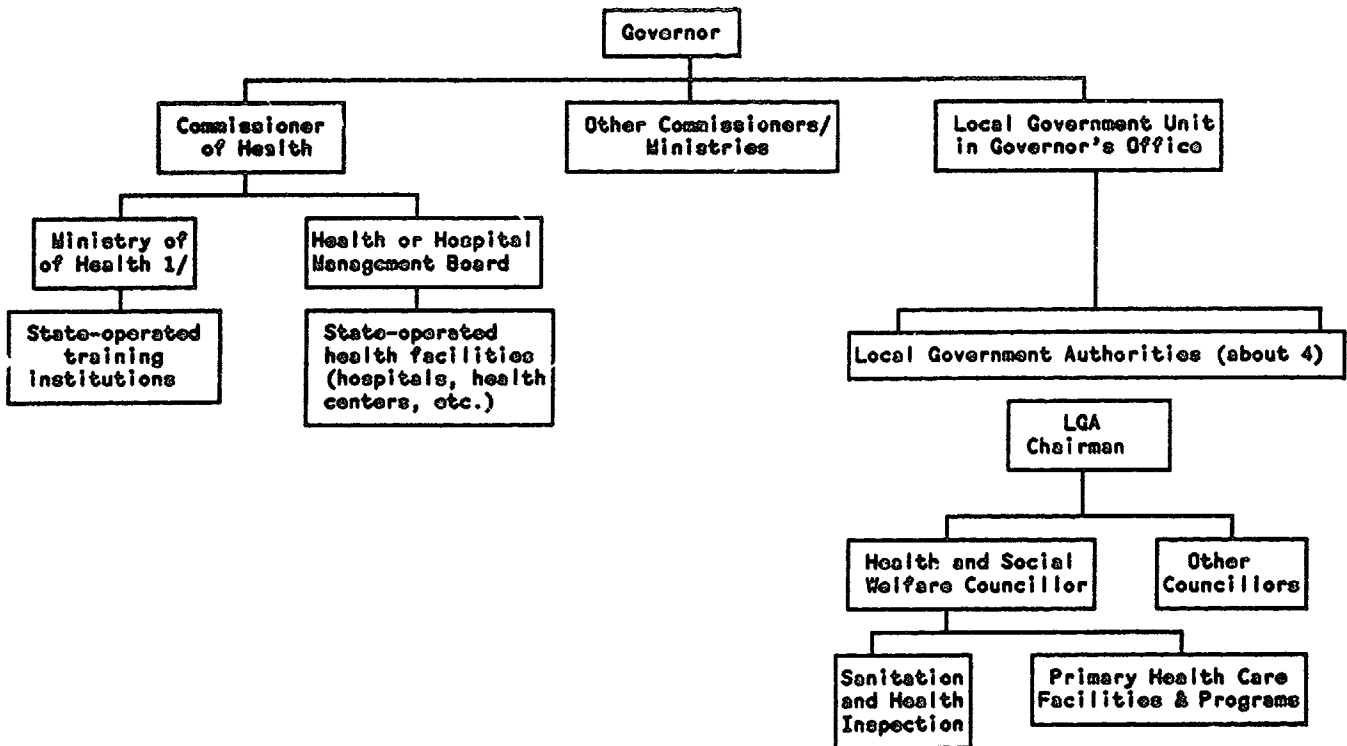 Governor
Commissioner
of Health
Other Commissioners/
Ministries
Local Government Unit
in Governor's Office
Ministry of
of Health 1/
Health or Hospital
Management Board
State-operated
training
institutions
State-operated
health facilities
(hospitals, health
centers, etc.)
Local Government Authorities (about 4)
LGA
Chairman
Health and Social
Welfare Councillor
Other
Councillors
Sanitation
and Health
Inspection
Primary Health Care
Facilities & Programs